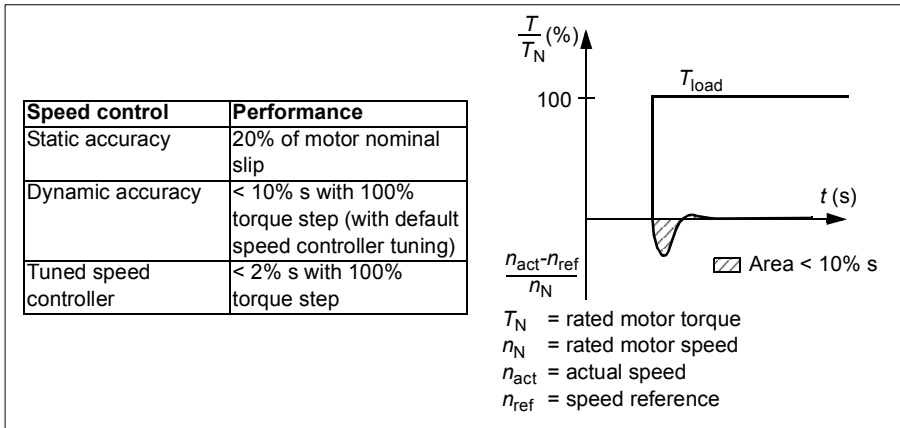 Speed control Performance
Static accuracy 20% of motor nominal
slip
Dynamic accuracy < 10% s with 100%
torque step (with default
speed controller tuning)
Tuned speed < 2% s with 100%
controller torque step
T
T_N (%)
T_load
100
t (s)
n_act-n_ref
n_N
Area < 10% s
T_N = rated motor torque
n_N = rated motor speed
n_act = actual speed
n_ref = speed reference